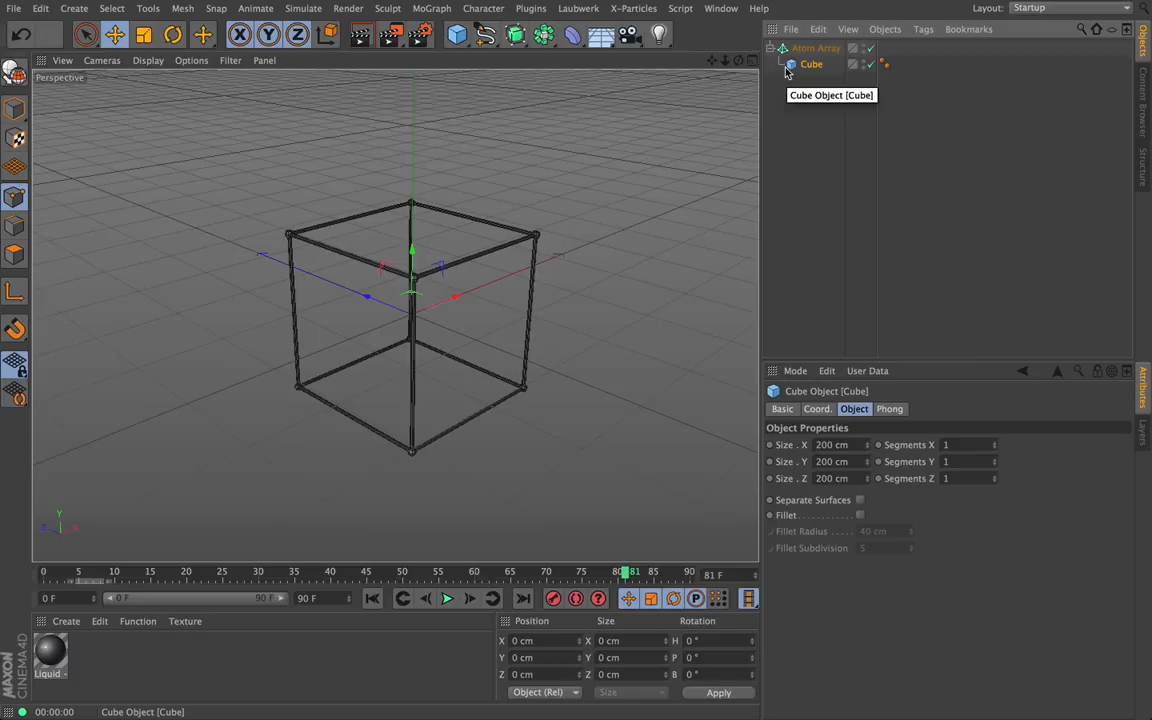 File Edit Create Select Tools Mesh Snap Animate Simulate Render Sculpt MoGraph Character Plugins Laubwerk X-Particles Script Window Help Layout: Startup
File Edit View Objects Tags Bookmarks
View Cameras Display Options Filter Panel
Perspective
Atom Array
Cube
Cube Object [Cube]
Objects
Content Browser
Structure
Mode Edit User Data
Cube Object [Cube]
Basic Coord. Object Phong
Object Properties
Size . X 200 cm Segments X 1
Size . Y 200 cm Segments Y 1
Size . Z 200 cm Segments Z 1
Separate Surfaces
Fillet
Fillet Radius 40 cm
Fillet Subdivision 5
Attributes
Layers
Y
Z X
0 5 10 15 20 25 30 35 40 45 50 55 60 65 70 75 80 81 85 90 81 F
0 F 0 F 90 F 90 F
Create Edit Function Texture
Liquid -
Position Size Rotation
X 0 cm X 0 cm H 0 °
Y 0 cm Y 0 cm P 0 °
Z 0 cm Z 0 cm B 0 °
Object (Rel) Size Apply
MAXON
CINEMA 4D
00:00:00 Cube Object [Cube]